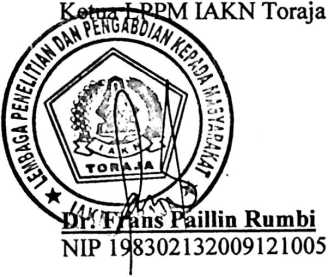 Ketua LPPM IAKN Toraja
LEMBAGA PENELITIAN DAN PENGABDIAN KEPADA MASYARAKAT
IAKN
TORAJA
Dr. Frans Paillin Rumbi
NIP 198302132009121005